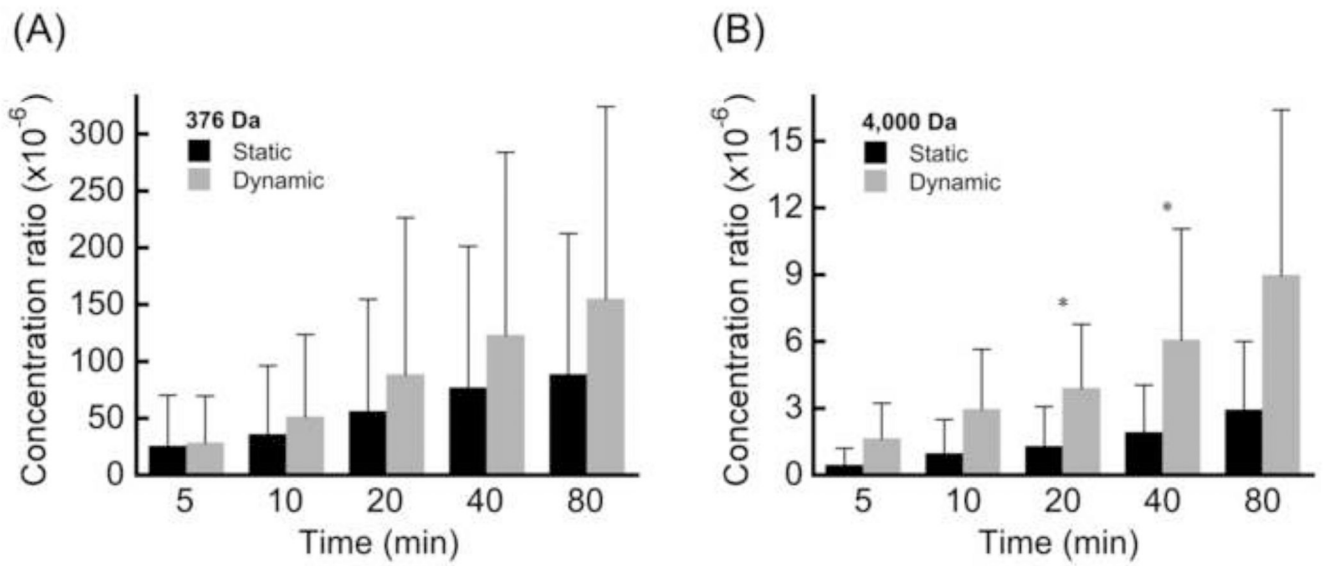 (A)
Concentration ratio (x10⁻⁶)
376 Da
Static
Dynamic
300
250
200
150
100
50
0
5 10 20 40 80
Time (min)
(B)
Concentration ratio (x10⁻⁶)
4,000 Da
Static
Dynamic
15
12
9
6
3
0
*
*
5 10 20 40 80
Time (min)